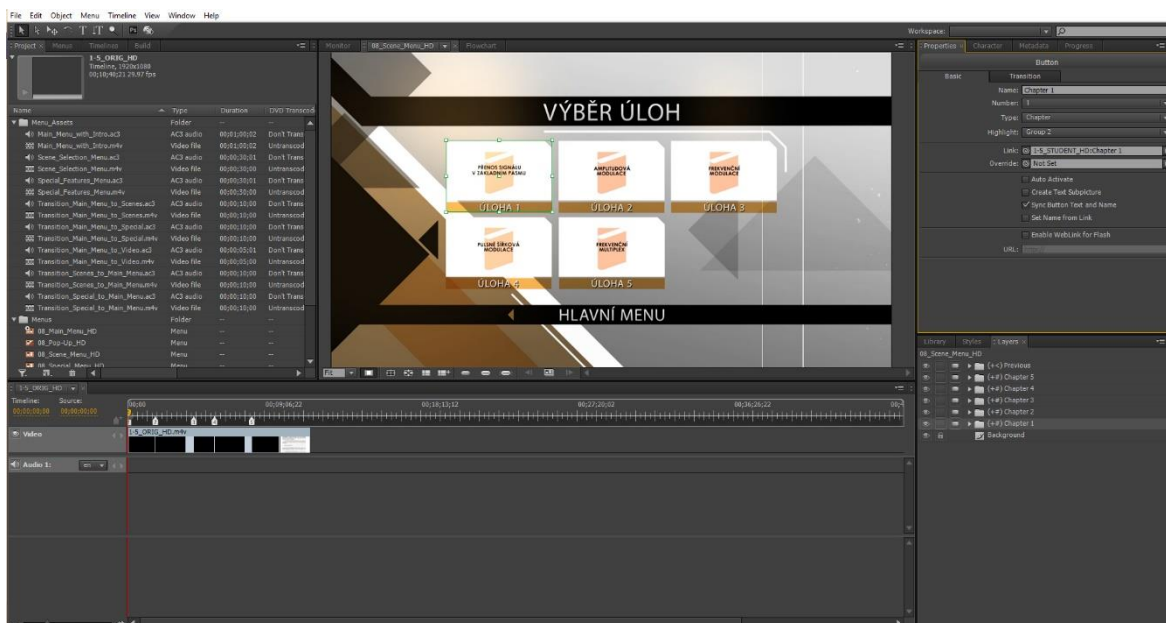 File Edit Object Menu Timeline View Window Help
Workspace:
Project Menus Timelines Build
1-5_ORIG_HD
Timeline, 1920x1080
00;10;40;21 29.97 fps
Name Type Duration DVD Transcod
Menu_Assets Folder -- --
Main_Menu_with_Intro.ac3 AC3 audio 00;01;00;02 Don't Trans
Main_Menu_with_Intro.m4v Video file 00;01;00;02 Untranscod
Scene_Selection_Menu.ac3 AC3 audio 00;00;30;01 Don't Trans
Scene_Selection_Menu.m4v Video file 00;00;30;00 Untranscod
Special_Features_Menu.ac3 AC3 audio 00;00;30;01 Don't Trans
Special_Features_Menu.m4v Video file 00;00;30;00 Untranscod
Transition_Main_Menu_to_Scenes.ac3 AC3 audio 00;00;10;00 Don't Trans
Transition_Main_Menu_to_Scenes.m4v Video file 00;00;10;00 Untranscod
Transition_Main_Menu_to_Special.ac3 AC3 audio 00;00;10;00 Don't Trans
Transition_Main_Menu_to_Special.m4v Video file 00;00;10;00 Untranscod
Transition_Main_Menu_to_Video.ac3 AC3 audio 00;00;05;01 Don't Trans
Transition_Main_Menu_to_Video.m4v Video file 00;00;05;00 Untranscod
Transition_Scenes_to_Main_Menu.ac3 AC3 audio 00;00;10;00 Don't Trans
Transition_Scenes_to_Main_Menu.m4v Video file 00;00;10;00 Untranscod
Transition_Special_to_Main_Menu.ac3 AC3 audio 00;00;10;00 Don't Trans
Transition_Special_to_Main_Menu.m4v Video file 00;00;10;00 Untranscod
Menus Folder -- --
08_Main_Menu_HD Menu -- --
08_Pop-Up_HD Menu -- --
08_Scene_Menu_HD Menu -- --
08_Special_Menu_HD Menu
Monitor 08_Scene_Menu_HD Flowchart
VÝBĚR ÚLOH
PŘENOS SIGNÁLU
V ZÁKLADNÍM PÁSMU
ÚLOHA 1
AMPLITUDOVÁ
MODULACE
ÚLOHA 2
FREKVENČNÍ
MODULACE
ÚLOHA 3
PULSNĚ ŠÍŘKOVÁ
MODULACE
ÚLOHA 4
FREKVENČNÍ
MULTIPLEX
ÚLOHA 5
HLAVNÍ MENU
Fit
Properties Character Metadata Progress
Button
Basic Transition
Name: Chapter 1
Number: 1
Type: Chapter
Highlight: Group 2
Link: 1-5_STUDENT_HD:Chapter 1
Override: Not Set
Auto Activate
Create Text Subpicture
Sync Button Text and Name
Set Name from Link
Enable WebLink for Flash
URL:
Library Styles Layers
08_Scene_Menu_HD
(+<) Previous
(+#) Chapter 5
(+#) Chapter 4
(+#) Chapter 3
(+#) Chapter 2
(+#) Chapter 1
Background
1-5_ORIG_HD
Timeline: Source:
00;00;00;00 00;00;00;00
00;00 00;09;06;22 00;18;13;12 00;27;20;02 00;36;26;22
Video
1-5_ORIG_HD.m4v
Audio 1: en